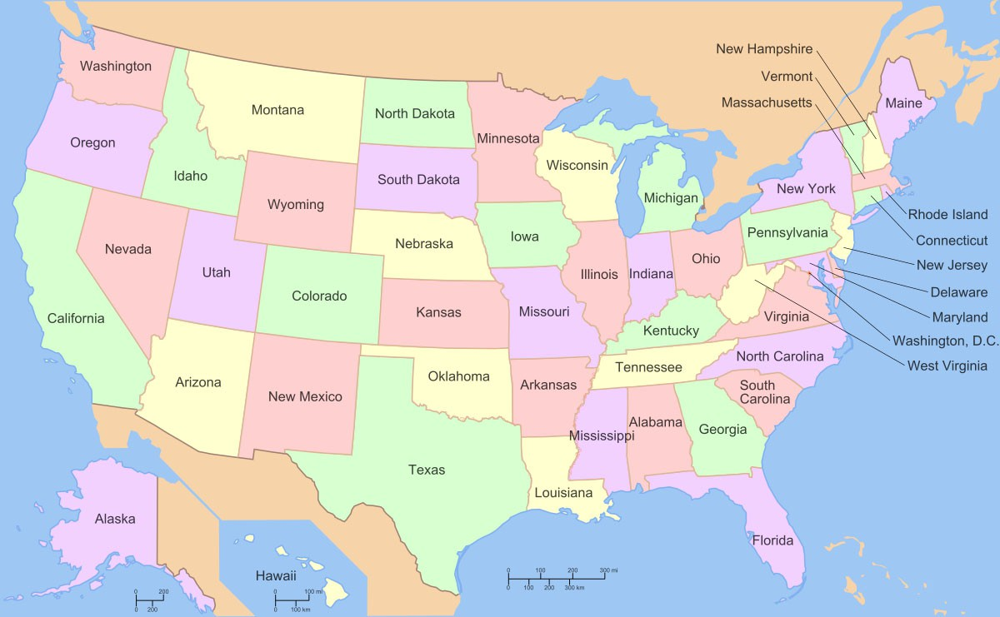 New Hampshire
Vermont
Massachusetts
Washington
Montana
North Dakota
Minnesota
Maine
Oregon
Idaho
Wyoming
South Dakota
Wisconsin
Michigan
New York
Rhode Island
Connecticut
New Jersey
Delaware
Maryland
Washington, D.C.
West Virginia
Nevada
Utah
Colorado
Nebraska
Iowa
Illinois
Indiana
Ohio
Pennsylvania
California
Kansas
Missouri
Kentucky
Virginia
Arizona
New Mexico
Oklahoma
Arkansas
Tennessee
North Carolina
South
Carolina
Texas
Louisiana
Mississippi
Alabama
Georgia
Florida
Alaska
Hawaii
0 200
0 200
0 100 mi
0 100 km
0 100 200 300 mi
0 100 200 300 km